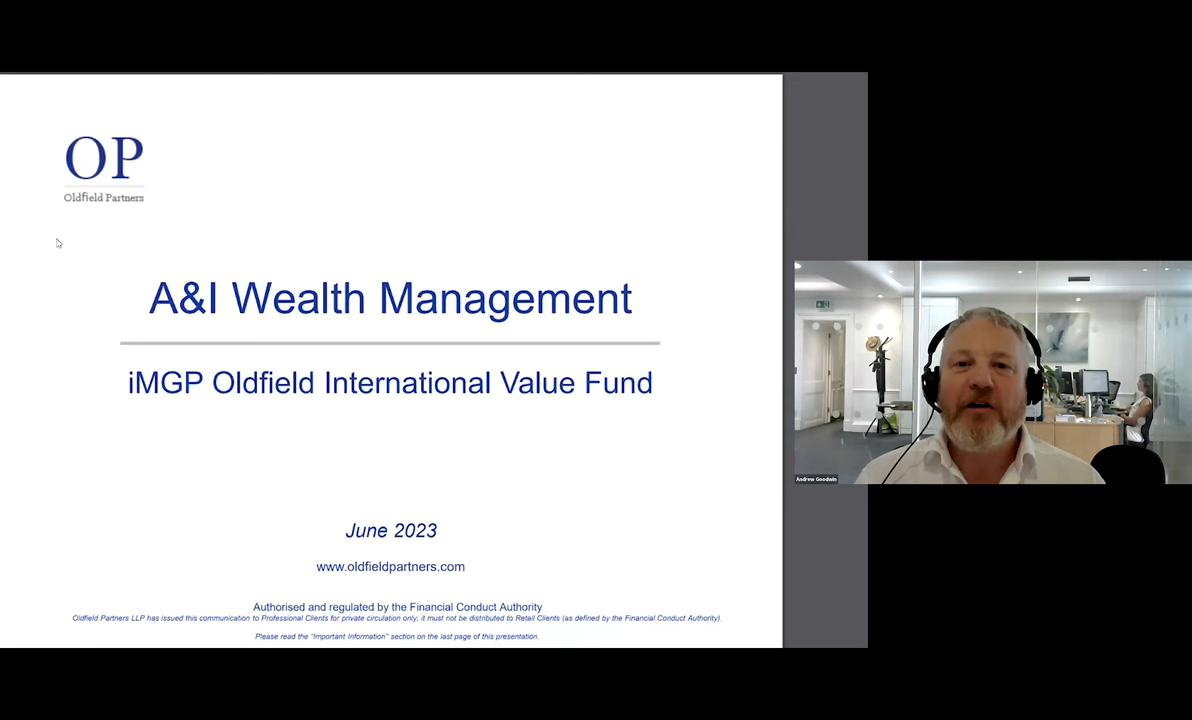 OP
Oldfield Partners
A&I Wealth Management
iMGP Oldfield International Value Fund
June 2023
www.oldfieldpartners.com
Authorised and regulated by the Financial Conduct Authority
Oldfield Partners LLP has issued this communication to Professional Clients for private circulation only; it must not be distributed to Retail Clients (as defined by the Financial Conduct Authority).
Please read the "Important Information" section on the last page of this presentation.
Andrew Goodwin